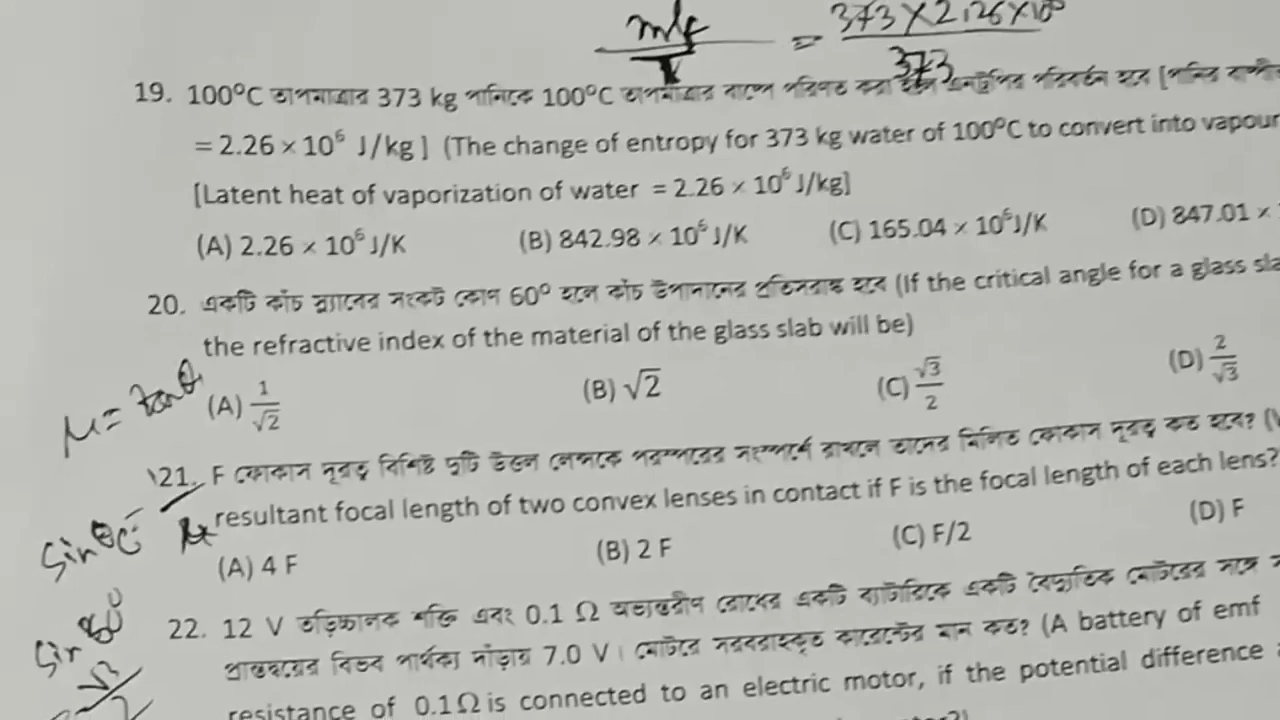 mlf / T = 373 × 2.26 × 10⁶ / 373
19. 100°C তাপমাত্রার 373 kg পানিকে 100°C তাপমাত্রার বাষ্পে পরিণত করা হলে এনট্রপির পরিবর্তন হবে [পানির
= 2.26 × 10⁶ J/kg] (The change of entropy for 373 kg water of 100°C to convert into vapour
[Latent heat of vaporization of water = 2.26 × 10⁶ J/kg]
(A) 2.26 × 10⁶ J/K (B) 842.98 × 10⁶ J/K (C) 165.04 × 10⁶ J/K (D) 847.01 ×
20. একটি কাঁচ স্ল্যাবের সংকট কোণ 60° হলে কাঁচ উপাদানের প্রতিসরাঙ্ক হবে (If the critical angle for a glass sla
the refractive index of the material of the glass slab will be)
μ = tanθ
(A) 1/√2 (B) √2 (C) √3/2 (D) 2/√3
21. F ফোকাস দূরত্ব বিশিষ্ট দুটি উত্তল লেন্সকে পরস্পরের সংস্পর্শে রাখলে তাদের মিলিত ফোকাস দূরত্ব কত হবে? (
resultant focal length of two convex lenses in contact if F is the focal length of each lens?
sinθc = 1/μ
(A) 4 F (B) 2 F (C) F/2 (D) F
sin 60°
√3/2
22. 12 V তড়িচ্চালক শক্তি এবং 0.1 Ω অভ্যন্তরীণ রোধের একটি ব্যাটারিকে একটি বৈদ্যুতিক মোটরের সঙ্গে
প্রান্তদ্বয়ের বিভব পার্থক্য দাঁড়ায় 7.0 V। মোটরে সরবরাহকৃত কারেন্টের মান কত? (A battery of emf
resistance of 0.1 Ω is connected to an electric motor, if the potential difference